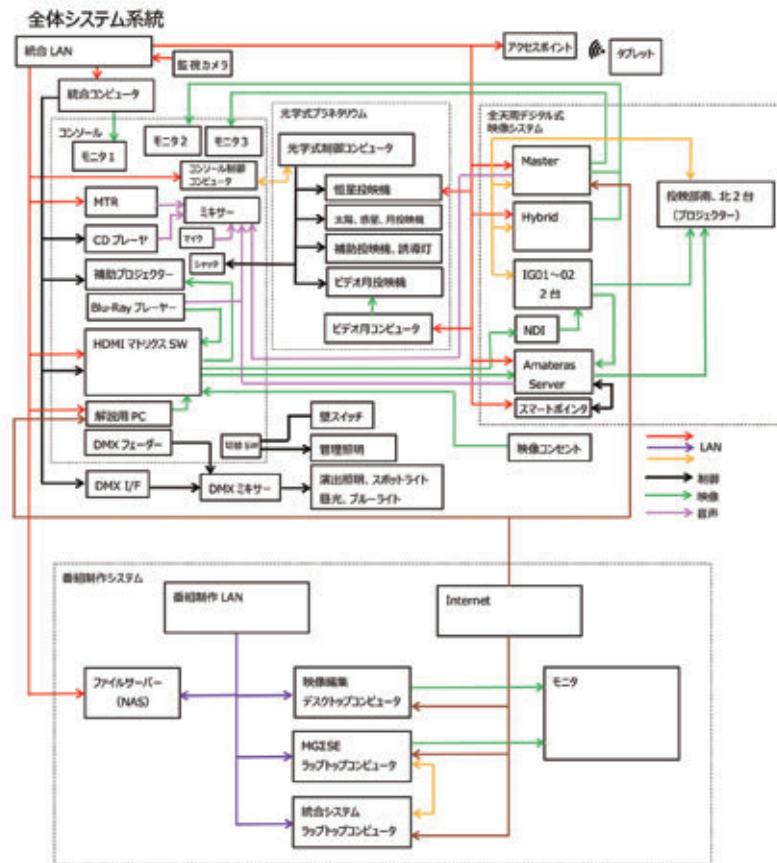 全体システム系統
統合 LAN
監視カメラ
アクセスポイント
タブレット
統合コンピュータ
コンソール
モニタ1
モニタ2
モニタ3
コンソール制御
コンピュータ
MTR
ミキサー
CDプレーヤ
マイク
シャッタ
補助プロジェクター
Blu-Ray プレーヤー
HDMI マトリクス SW
解説用 PC
DMX フェーダー
切替 SW
壁スイッチ
管理照明
DMX I/F
DMX ミキサー
演出照明、スポットライト
昼光、ブルーライト
光学式プラネタリウム
光学式制御コンピュータ
恒星投映機
太陽、惑星、月投映機
補助投映機、誘導灯
ビデオ月投映機
ビデオ月コンピュータ
全天周デジタル式
映像システム
Master
Hybrid
IG01～02
2台
NDI
Amateras
Server
スマートポインタ
投映部南、北2台
(プロジェクター)
映像コンセント
LAN
制御
映像
音声
番組制作システム
番組制作 LAN
Internet
ファイルサーバー
(NAS)
映像編集
デスクトップコンピュータ
モニタ
MGISE
ラップトップコンピュータ
統合システム
ラップトップコンピュータ